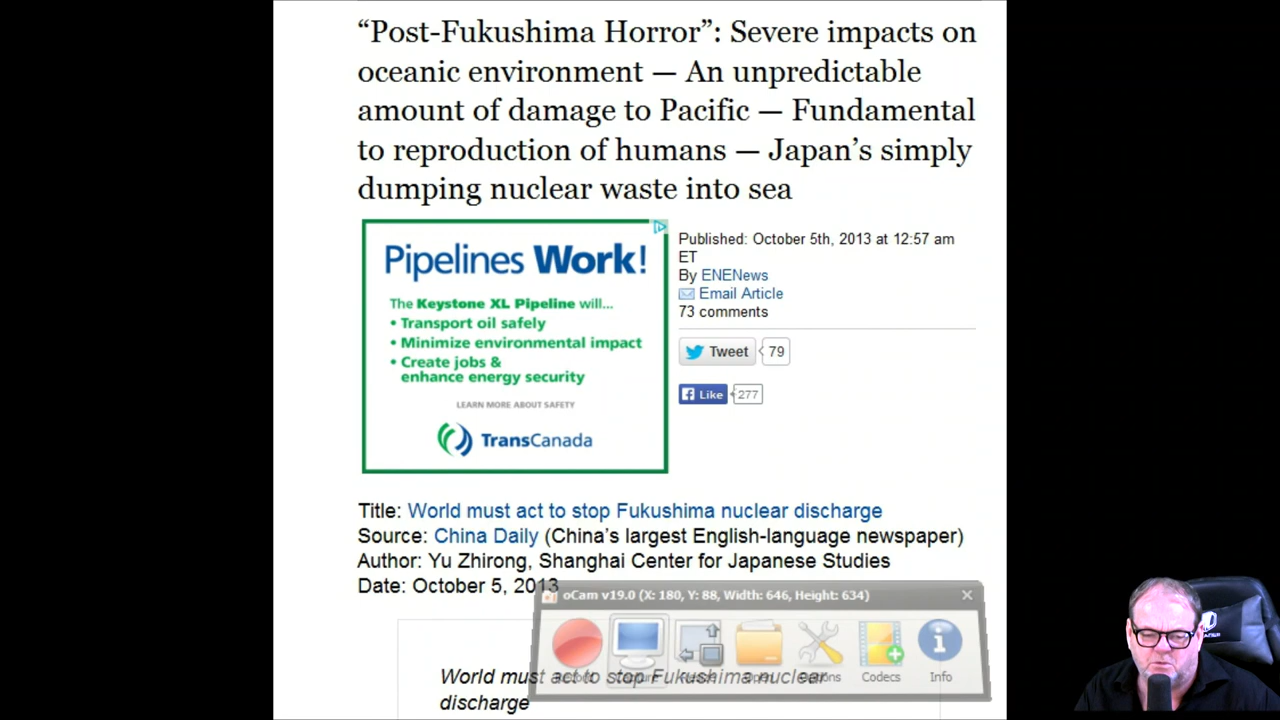 “Post-Fukushima Horror”: Severe impacts on
oceanic environment — An unpredictable
amount of damage to Pacific — Fundamental
to reproduction of humans — Japan’s simply
dumping nuclear waste into sea
Pipelines Work!
The Keystone XL Pipeline will...
• Transport oil safely
• Minimize environmental impact
• Create jobs &
enhance energy security
LEARN MORE ABOUT SAFETY
TransCanada
Published: October 5th, 2013 at 12:57 am
ET
By ENENews
Email Article
73 comments
Tweet 79
Like 277
Title: World must act to stop Fukushima nuclear discharge
Source: China Daily (China’s largest English-language newspaper)
Author: Yu Zhirong, Shanghai Center for Japanese Studies
Date: October 5, 2013
oCam v19.0 (X: 180, Y: 88, Width: 646, Height: 634)
Codecs Info
World must act to stop Fukushima nuclear
discharge